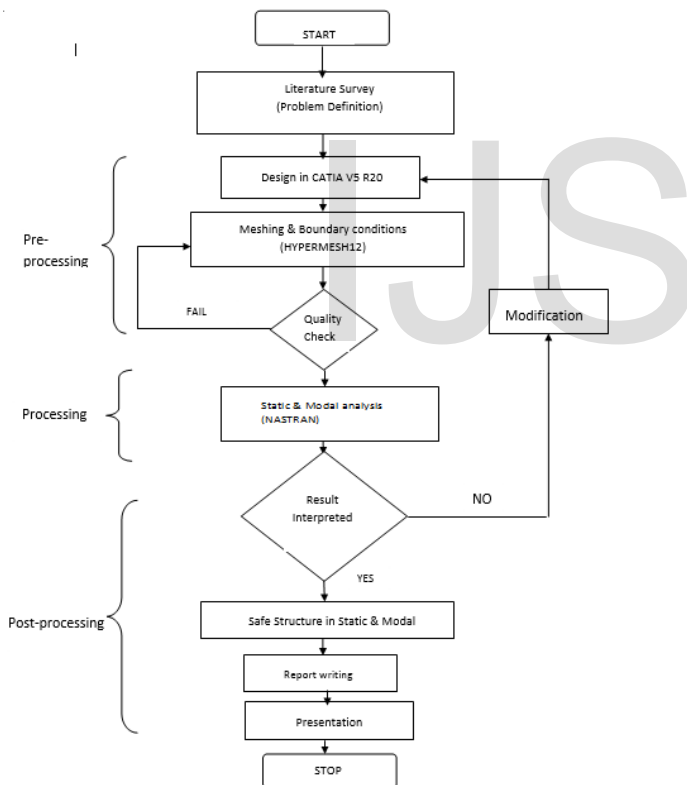 START
Literature Survey
(Problem Definition)
Design in CATIA V5 R20
Meshing & Boundary conditions
(HYPERMESH12)
Pre-
processing
FAIL
Quality
Check
Modification
IJS
Processing
Static & Modal analysis
(NASTRAN)
Result
Interpreted
NO
YES
Post-processing
Safe Structure in Static & Modal
Report writing
Presentation
STOP